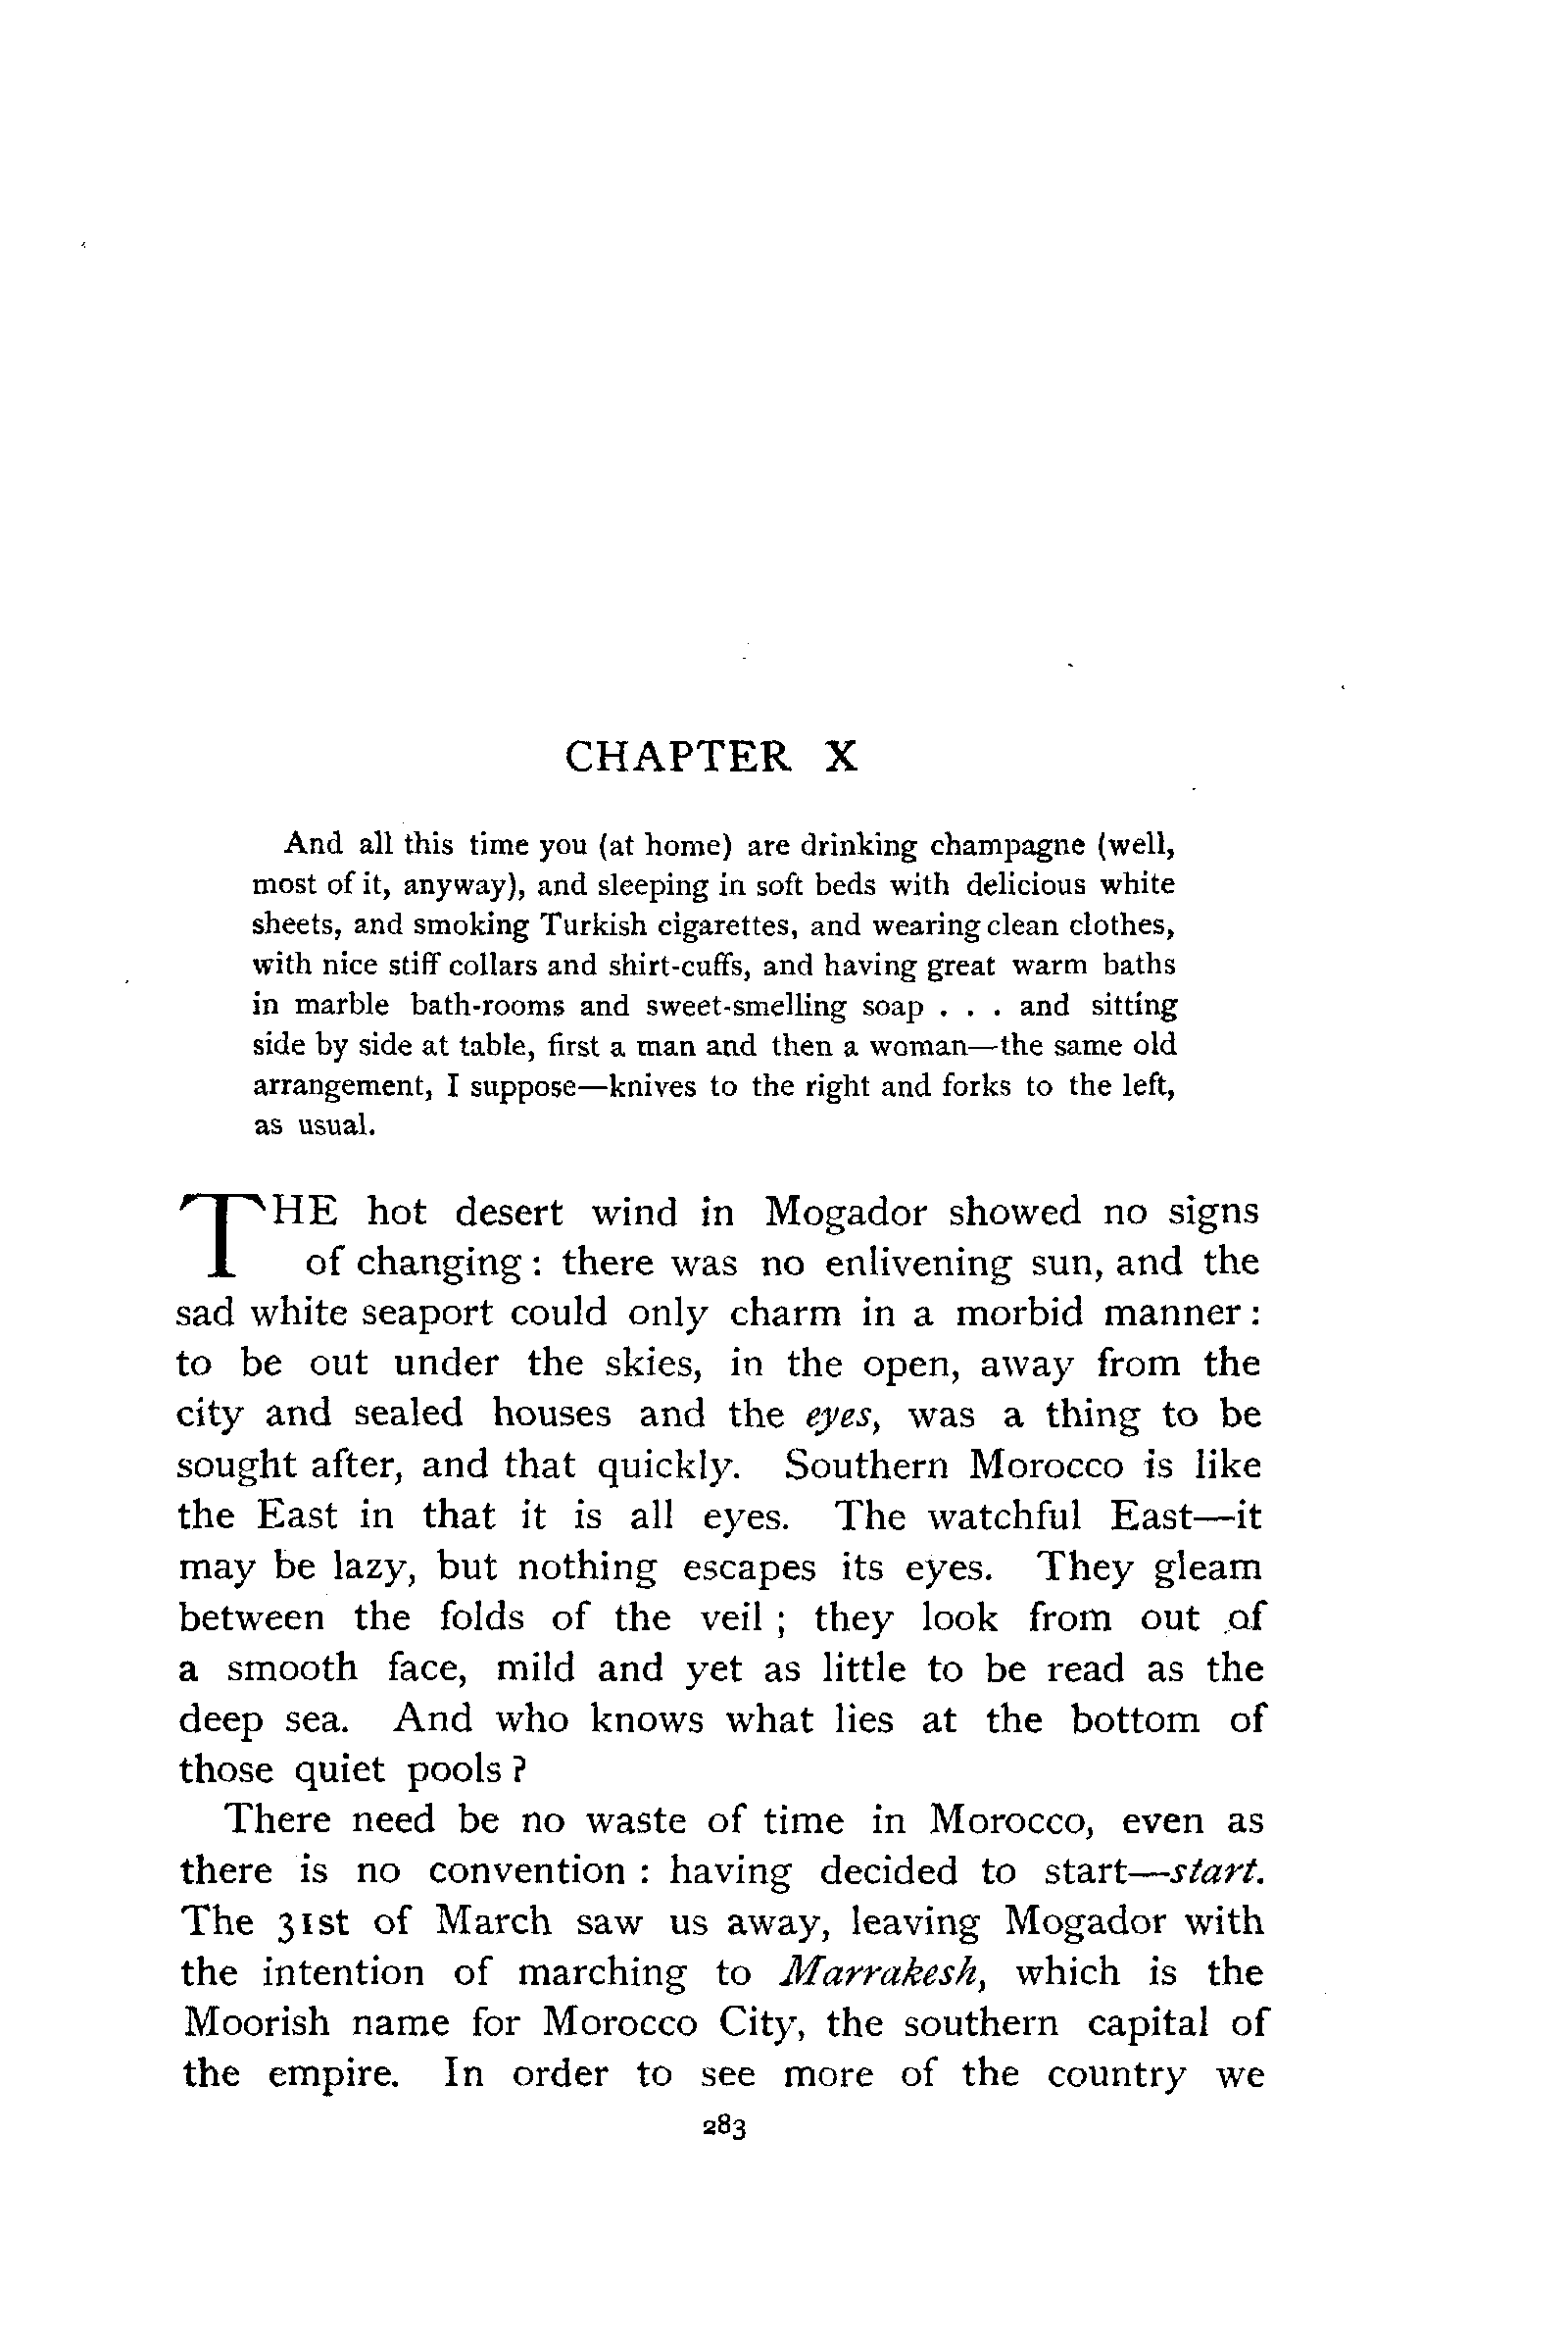 CHAPTER X
And all this time you (at home) are drinking champagne (well,
most of it, anyway), and sleeping in soft beds with delicious white
sheets, and smoking Turkish cigarettes, and wearing clean clothes,
with nice stiff collars and shirt-cuffs, and having great warm baths
in marble bath-rooms and sweet-smelling soap . . . and sitting
side by side at table, first a man and then a woman—the same old
arrangement, I suppose—knives to the right and forks to the left,
as usual.
THE hot desert wind in Mogador showed no signs
of changing : there was no enlivening sun, and the
sad white seaport could only charm in a morbid manner :
to be out under the skies, in the open, away from the
city and sealed houses and the eyes, was a thing to be
sought after, and that quickly. Southern Morocco is like
the East in that it is all eyes. The watchful East—it
may be lazy, but nothing escapes its eyes. They gleam
between the folds of the veil ; they look from out of
a smooth face, mild and yet as little to be read as the
deep sea. And who knows what lies at the bottom of
those quiet pools ?
There need be no waste of time in Morocco, even as
there is no convention : having decided to start—start.
The 31st of March saw us away, leaving Mogador with
the intention of marching to Marrakesh, which is the
Moorish name for Morocco City, the southern capital of
the empire. In order to see more of the country we
283